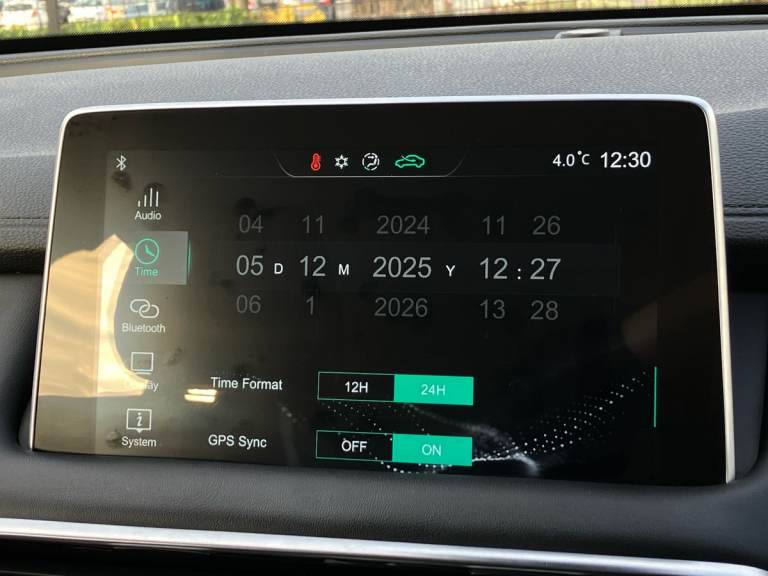 4.0°C 12:30
Audio
04 11 2024 11 26
Time
05 D 12 M 2025 Y 12 : 27
06 1 2026 13 28
Bluetooth
Time Format 12H 24H
System
GPS Sync OFF ON